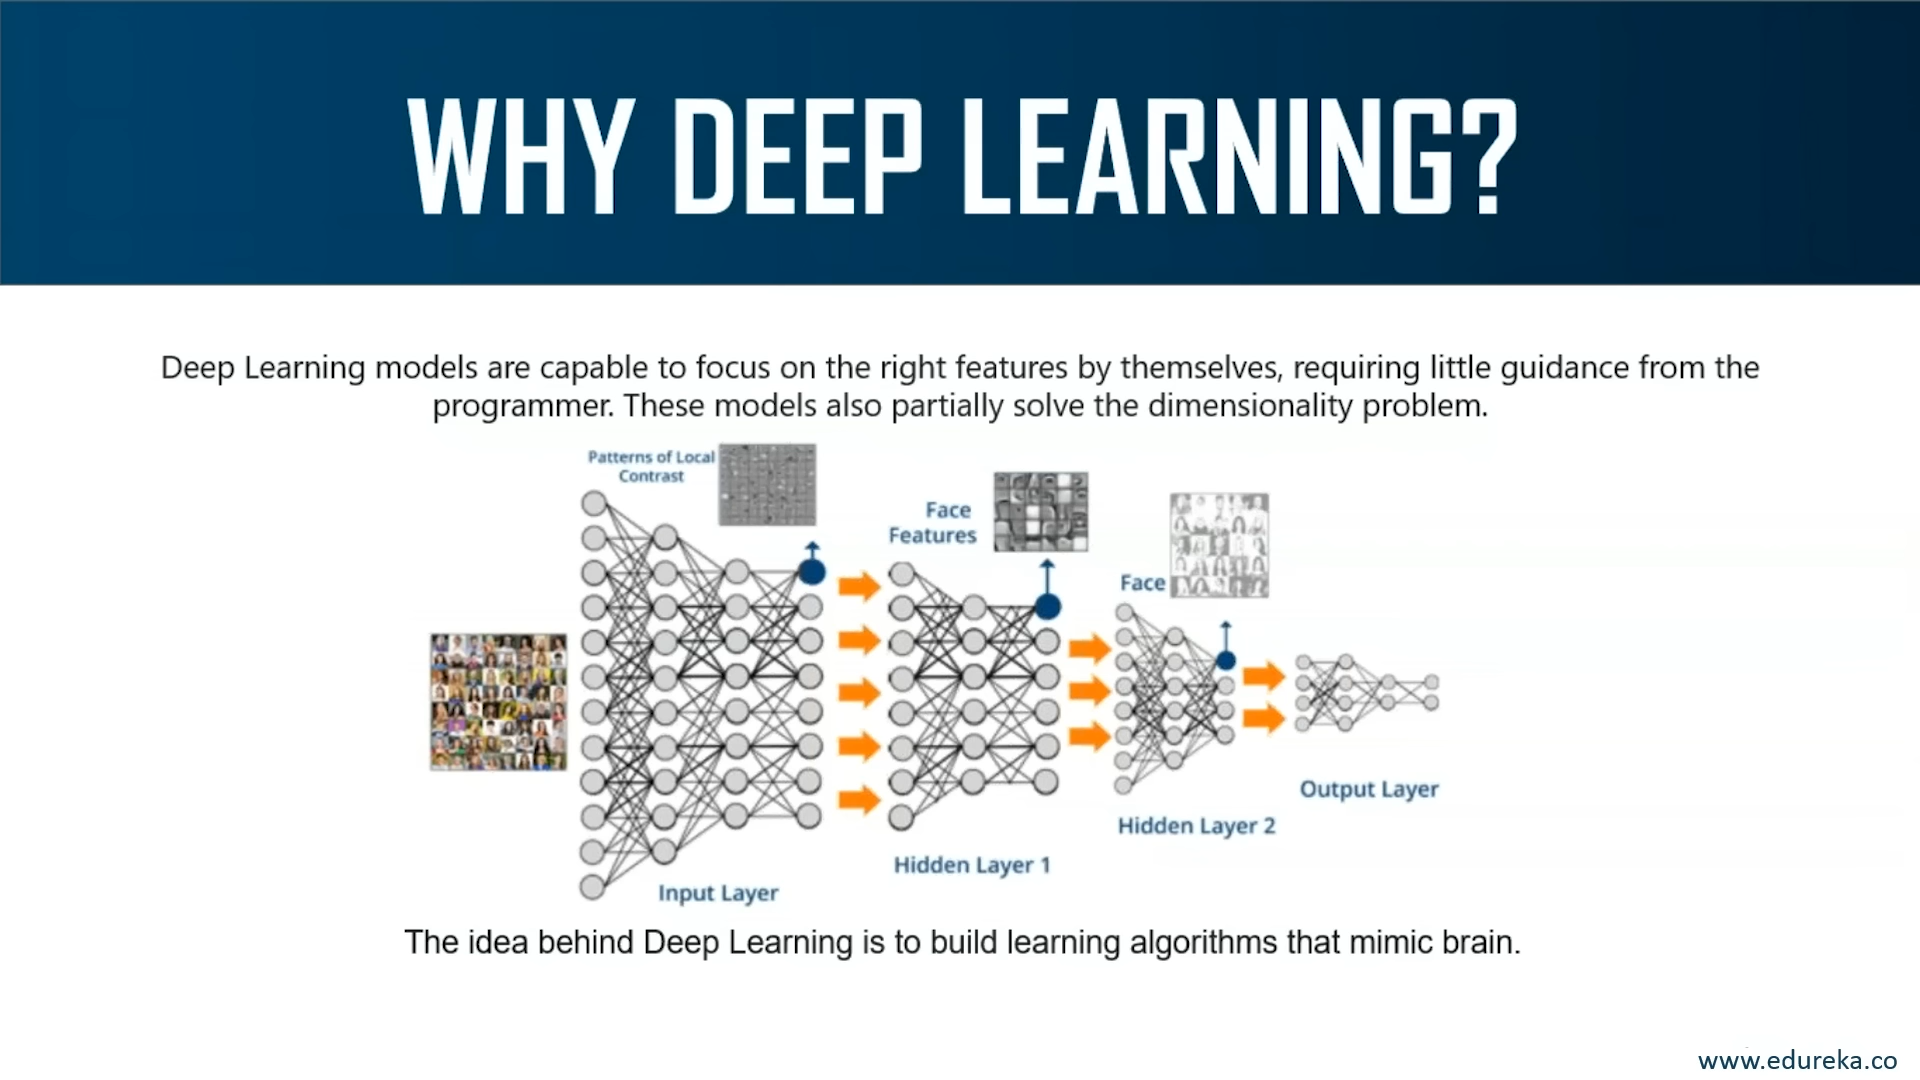 WHY DEEP LEARNING?
Deep Learning models are capable to focus on the right features by themselves, requiring little guidance from the
programmer. These models also partially solve the dimensionality problem.
Patterns of Local
Contrast
Face
Features
Face
Output Layer
Hidden Layer 2
Hidden Layer 1
Input Layer
The idea behind Deep Learning is to build learning algorithms that mimic brain.
www.edureka.co